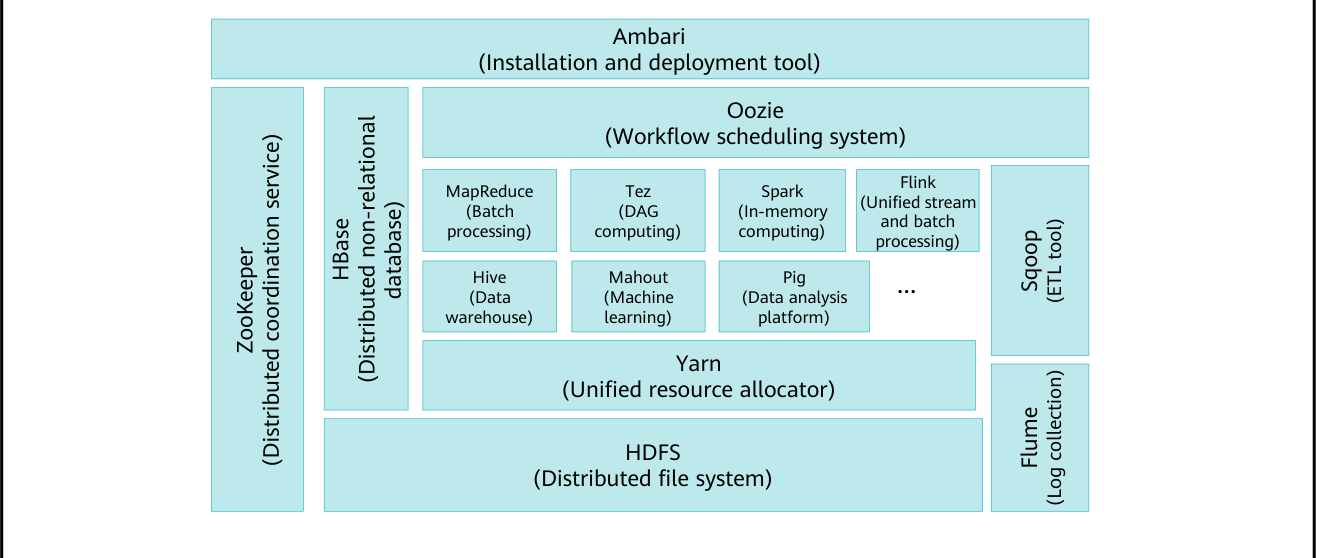 Ambari
(Installation and deployment tool)
ZooKeeper
(Distributed coordination service)
HBase
(Distributed non-relational
database)
Oozie
(Workflow scheduling system)
MapReduce
(Batch
processing)
Tez
(DAG
computing)
Spark
(In-memory
computing)
Flink
(Unified stream
and batch
processing)
Hive
(Data
warehouse)
Mahout
(Machine
learning)
Pig
(Data analysis
platform)
...
Sqoop
(ETL tool)
Yarn
(Unified resource allocator)
Flume
(Log collection)
HDFS
(Distributed file system)